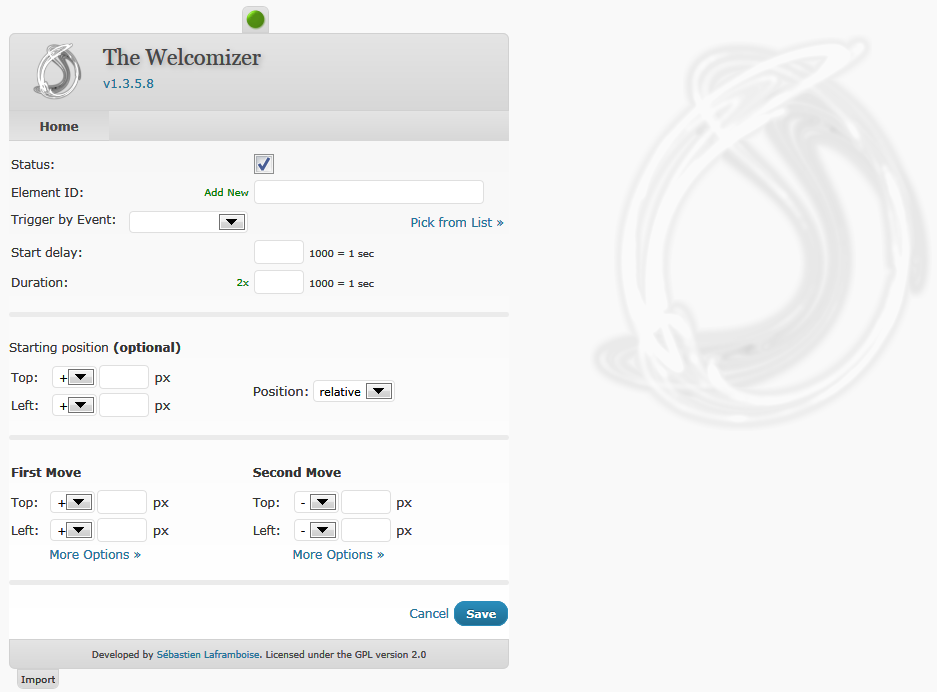 The Welcomizer
v1.3.5.8
Home
Status:
Element ID: Add New
Trigger by Event: Pick from List »
Start delay: 1000 = 1 sec
Duration: 2x 1000 = 1 sec
Starting position (optional)
Top: + px
Position: relative
Left: + px
First Move Second Move
Top: + px Top: - px
Left: + px Left: - px
More Options » More Options »
Cancel Save
Developed by Sébastien Laframboise. Licensed under the GPL version 2.0
Import